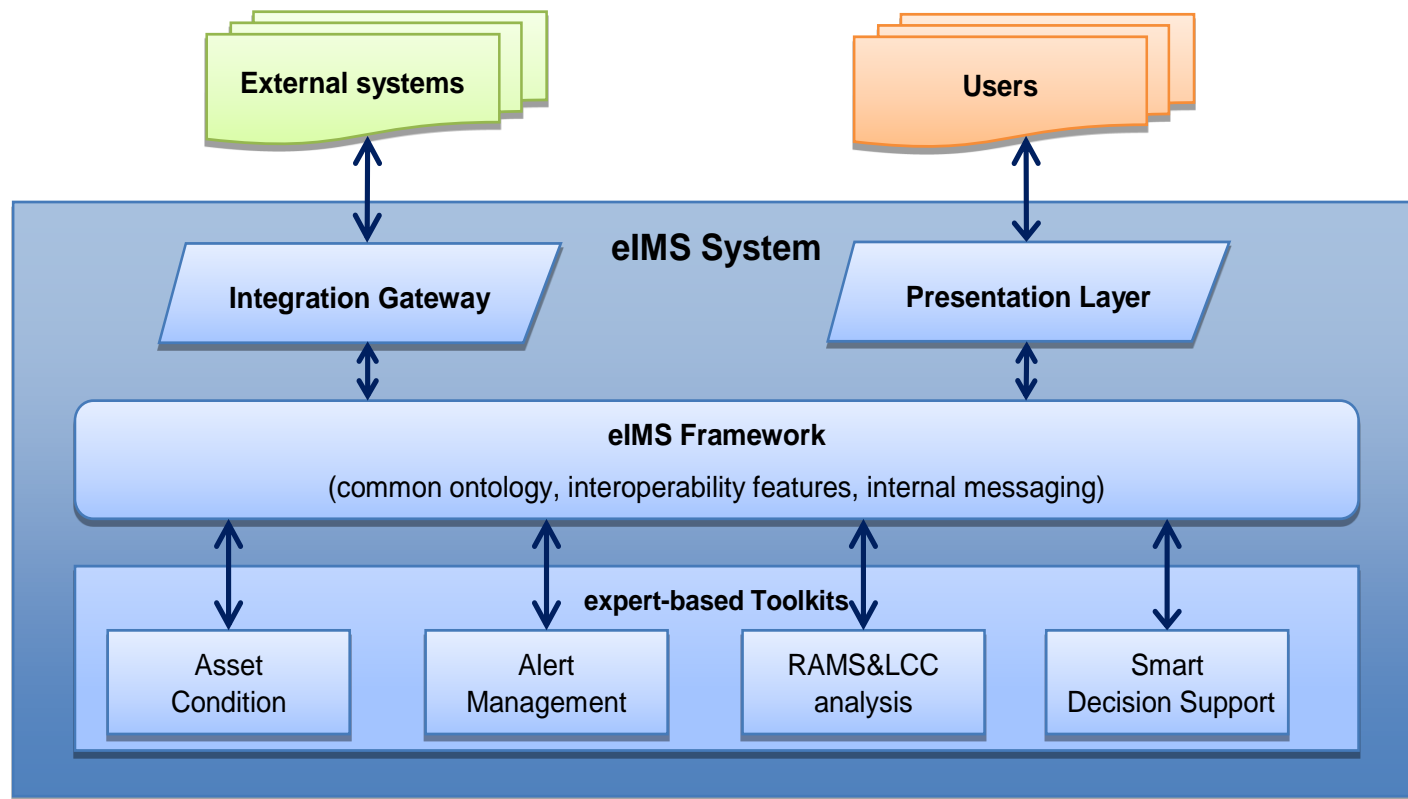 External systems
Users
eIMS System
Integration Gateway
Presentation Layer
eIMS Framework
(common ontology, interoperability features, internal messaging)
expert-based Toolkits
Asset
Condition
Alert
Management
RAMS&LCC
analysis
Smart
Decision Support